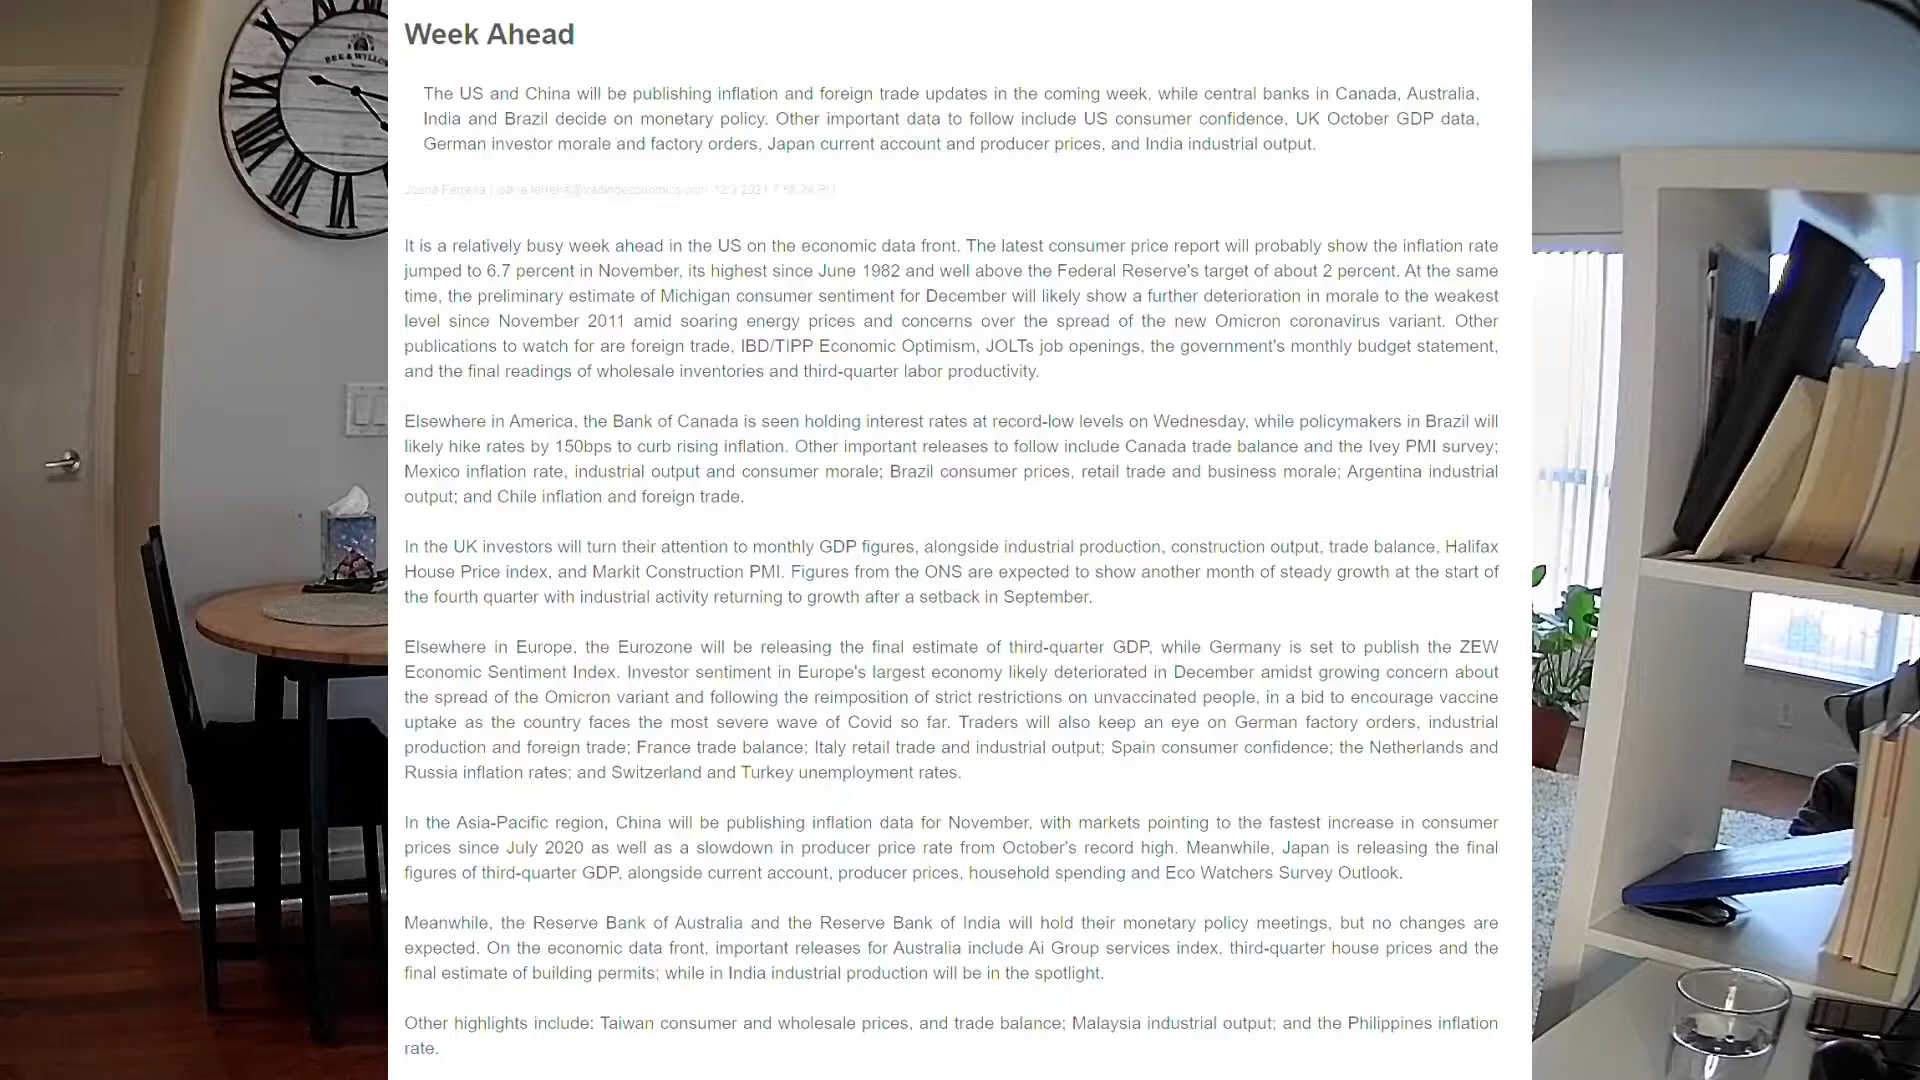 Week Ahead
The US and China will be publishing inflation and foreign trade updates in the coming week, while central banks in Canada, Australia,
India and Brazil decide on monetary policy. Other important data to follow include US consumer confidence, UK October GDP data,
German investor morale and factory orders, Japan current account and producer prices, and India industrial output.
Joana Ferreira | joana.ferreira@tradingeconomics.com 12/3/2021
It is a relatively busy week ahead in the US on the economic data front. The latest consumer price report will probably show the inflation rate
jumped to 6.7 percent in November, its highest since June 1982 and well above the Federal Reserve's target of about 2 percent. At the same
time, the preliminary estimate of Michigan consumer sentiment for December will likely show a further deterioration in morale to the weakest
level since November 2011 amid soaring energy prices and concerns over the spread of the new Omicron coronavirus variant. Other
publications to watch for are foreign trade, IBD/TIPP Economic Optimism, JOLTs job openings, the government's monthly budget statement,
and the final readings of wholesale inventories and third-quarter labor productivity.
Elsewhere in America, the Bank of Canada is seen holding interest rates at record-low levels on Wednesday, while policymakers in Brazil will
likely hike rates by 150bps to curb rising inflation. Other important releases to follow include Canada trade balance and the Ivey PMI survey;
Mexico inflation rate, industrial output and consumer morale; Brazil consumer prices, retail trade and business morale; Argentina industrial
output; and Chile inflation and foreign trade.
In the UK investors will turn their attention to monthly GDP figures, alongside industrial production, construction output, trade balance, Halifax
House Price index, and Markit Construction PMI. Figures from the ONS are expected to show another month of steady growth at the start of
the fourth quarter with industrial activity returning to growth after a setback in September.
Elsewhere in Europe, the Eurozone will be releasing the final estimate of third-quarter GDP, while Germany is set to publish the ZEW
Economic Sentiment Index. Investor sentiment in Europe's largest economy likely deteriorated in December amidst growing concern about
the spread of the Omicron variant and following the reimposition of strict restrictions on unvaccinated people, in a bid to encourage vaccine
uptake as the country faces the most severe wave of Covid so far. Traders will also keep an eye on German factory orders, industrial
production and foreign trade; France trade balance; Italy retail trade and industrial output; Spain consumer confidence; the Netherlands and
Russia inflation rates; and Switzerland and Turkey unemployment rates.
In the Asia-Pacific region, China will be publishing inflation data for November, with markets pointing to the fastest increase in consumer
prices since July 2020 as well as a slowdown in producer price rate from October's record high. Meanwhile, Japan is releasing the final
figures of third-quarter GDP, alongside current account, producer prices, household spending and Eco Watchers Survey Outlook.
Meanwhile, the Reserve Bank of Australia and the Reserve Bank of India will hold their monetary policy meetings, but no changes are
expected. On the economic data front, important releases for Australia include Ai Group services index, third-quarter house prices and the
final estimate of building permits; while in India industrial production will be in the spotlight.
Other highlights include: Taiwan consumer and wholesale prices, and trade balance; Malaysia industrial output; and the Philippines inflation
rate.